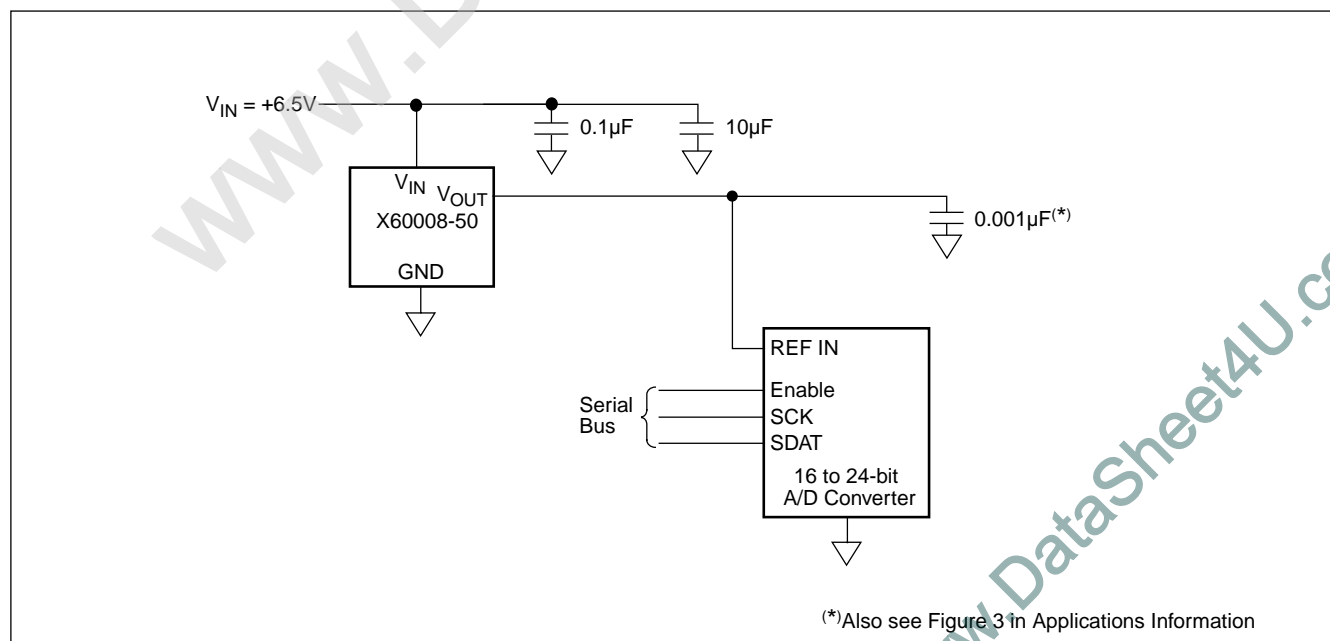 www.D
V_IN = +6.5V
0.1µF
10µF
V_IN
V_OUT
X60008-50
GND
0.001µF(*)
REF IN
Enable
SCK
SDAT
Serial
Bus
16 to 24-bit
A/D Converter
(*)Also see Figure 3 in Applications Information
w.DataSheet4U.co